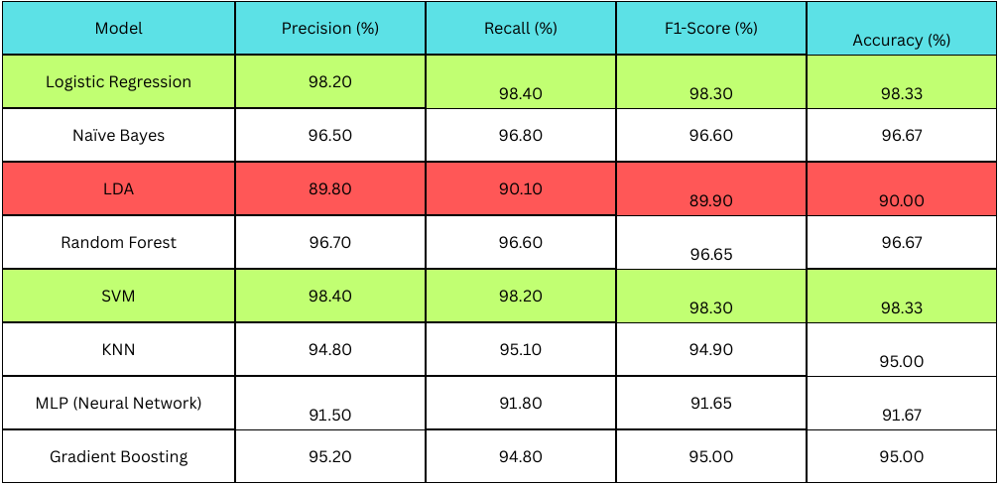 Model Precision (%) Recall (%) F1-Score (%) Accuracy (%)
Logistic Regression 98.20 98.40 98.30 98.33
Naïve Bayes 96.50 96.80 96.60 96.67
LDA 89.80 90.10 89.90 90.00
Random Forest 96.70 96.60 96.65 96.67
SVM 98.40 98.20 98.30 98.33
KNN 94.80 95.10 94.90 95.00
MLP (Neural Network) 91.50 91.80 91.65 91.67
Gradient Boosting 95.20 94.80 95.00 95.00